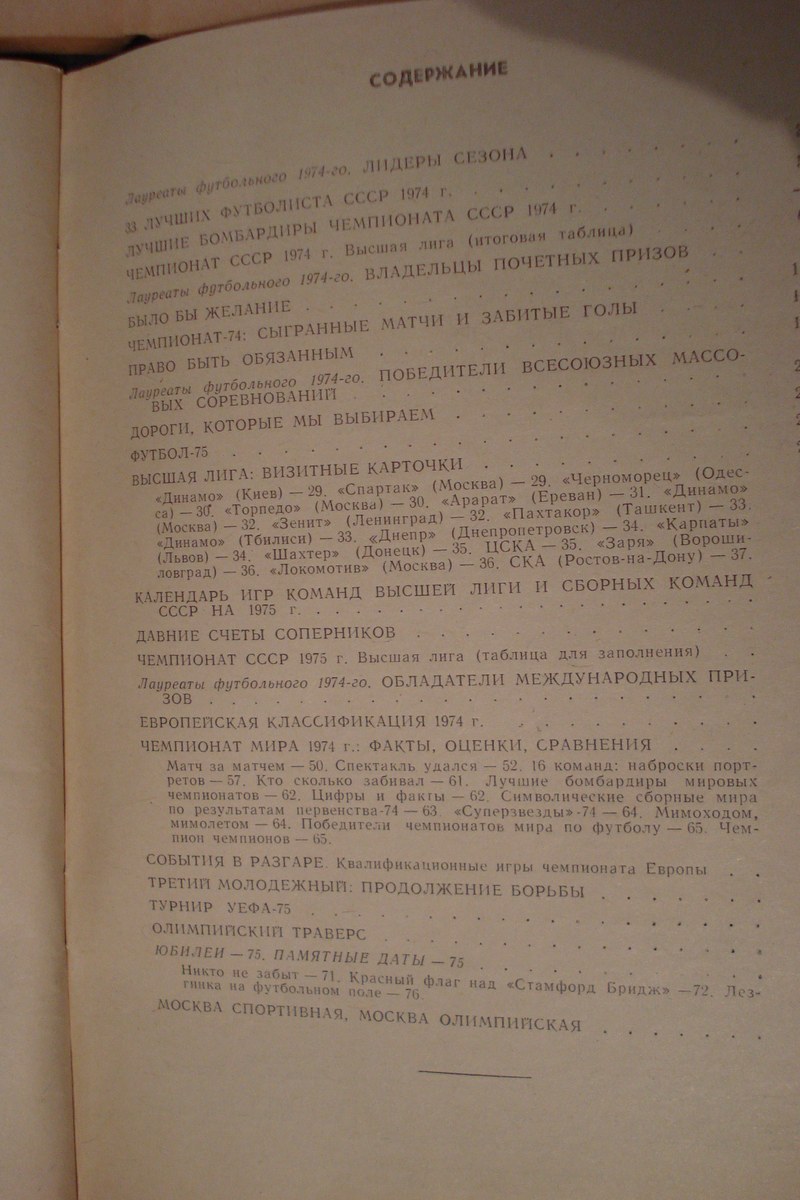 СОДЕРЖАНИЕ
Лауреаты футбольного 1974-го. ЛИДЕРЫ СЕЗОНА . . . . . .
33 ЛУЧШИХ ФУТБОЛИСТА СССР 1974 г. . . . . . . .
ЛУЧШИЕ БОМБАРДИРЫ ЧЕМПИОНАТА СССР 1974 г. . . . .
ЧЕМПИОНАТ СССР 1974 г. Высшая лига (итоговая таблица) . . .
Лауреаты футбольного 1974-го. ВЛАДЕЛЬЦЫ ПОЧЕТНЫХ ПРИЗОВ . .
БЫЛО БЫ ЖЕЛАНИЕ . . . . . . . . . .
ЧЕМПИОНАТ-74: СЫГРАННЫЕ МАТЧИ И ЗАБИТЫЕ ГОЛЫ . . . .
ПРАВО БЫТЬ ОБЯЗАННЫМ . . . . . . . . .
Лауреаты футбольного 1974-го. ПОБЕДИТЕЛИ ВСЕСОЮЗНЫХ МАССО-
ВЫХ СОРЕВНОВАНИЙ . . . . . . . . .
ДОРОГИ, КОТОРЫЕ МЫ ВЫБИРАЕМ . . . . . . .
ФУТБОЛ-75 . . . . . . . . . . . .
ВЫСШАЯ ЛИГА: ВИЗИТНЫЕ КАРТОЧКИ . . . . . . .
«Динамо» (Киев) — 29. «Спартак» (Москва) — 29. «Черноморец» (Одес-
са) — 30. «Торпедо» (Москва) — 30. «Арарат» (Ереван) — 31. «Динамо»
(Москва) — 32. «Зенит» (Ленинград) — 32. «Пахтакор» (Ташкент) — 33.
«Динамо» (Тбилиси) — 33. «Днепр» (Днепропетровск) — 34. «Карпаты»
(Львов) — 34. «Шахтер» (Донецк) — 35. ЦСКА — 35. «Заря» (Вороши-
ловград) — 36. «Локомотив» (Москва) — 36. СКА (Ростов-на-Дону) — 37.
КАЛЕНДАРЬ ИГР КОМАНД ВЫСШЕЙ ЛИГИ И СБОРНЫХ КОМАНД
СССР НА 1975 г. . . . . . . . . . . .
ДАВНИЕ СЧЕТЫ СОПЕРНИКОВ . . . . . . . . .
ЧЕМПИОНАТ СССР 1975 г. Высшая лига (таблица для заполнения) . .
Лауреаты футбольного 1974-го. ОБЛАДАТЕЛИ МЕЖДУНАРОДНЫХ ПРИ-
ЗОВ . . . . . . . . . . . . .
ЕВРОПЕЙСКАЯ КЛАССИФИКАЦИЯ 1974 г. . . . . . . .
ЧЕМПИОНАТ МИРА 1974 г.: ФАКТЫ, ОЦЕНКИ, СРАВНЕНИЯ . . . .
Матч за матчем — 50. Спектакль удался — 52. 16 команд: наброски порт-
ретов — 57. Кто сколько забивал — 61. Лучшие бомбардиры мировых
чемпионатов — 62. Цифры и факты — 62. Символические сборные мира
по результатам первенства-74 — 63. «Суперзвезды»-74 — 64. Мимоходом,
мимолетом — 64. Победители чемпионатов мира по футболу — 65. Чем-
пион чемпионов — 65.
СОБЫТИЯ В РАЗГАРЕ. Квалификационные игры чемпионата Европы . .
ТРЕТИЙ МОЛОДЕЖНЫЙ: ПРОДОЛЖЕНИЕ БОРЬБЫ . . . . .
ТУРНИР УЕФА-75 . . . . . . . . . . .
ОЛИМПИЙСКИЙ ТРАВЕРС . . . . . . . . .
ЮБИЛЕИ — 75. ПАМЯТНЫЕ ДАТЫ — 75 . . . . . . .
Никто не забыт — 71. Красный флаг над «Стамфорд Бридж» — 72. Лез-
гинка на футбольном поле — 76.
МОСКВА СПОРТИВНАЯ, МОСКВА ОЛИМПИЙСКАЯ . . . . .